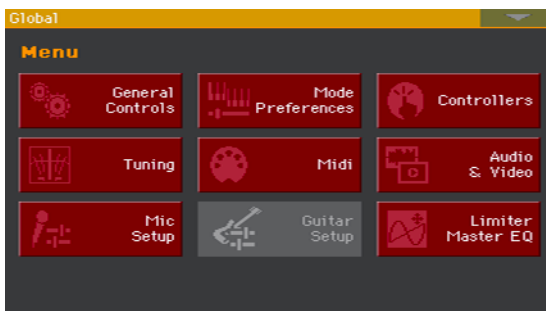 Global
Menu
General
Controls
Mode
Preferences
Controllers
Tuning
Midi
Audio
& Video
Mic
Setup
Guitar
Setup
Limiter
Master EQ